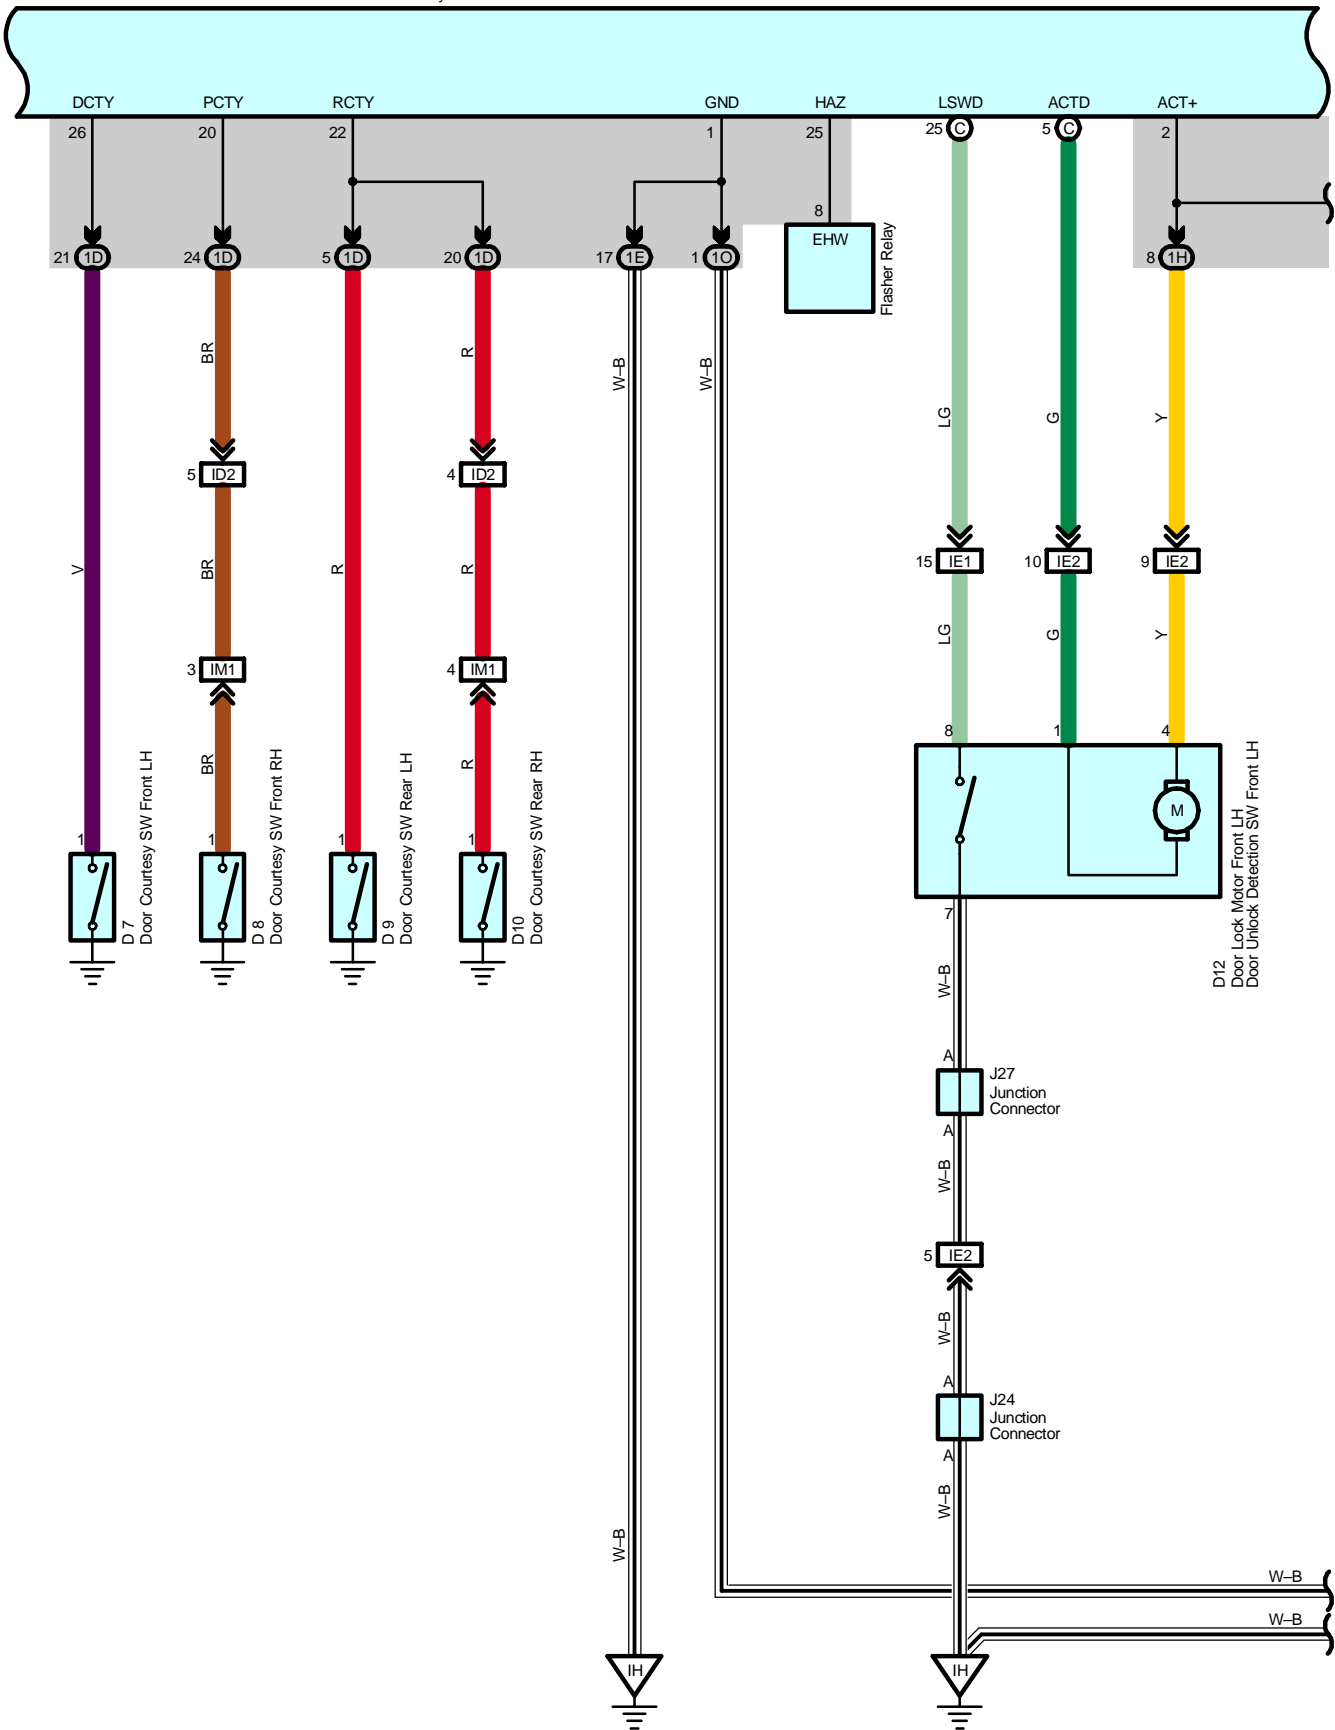 DCTY PCTY RCTY GND HAZ LSWD ACTD ACT+
26 20 22 1 25 25 C 5 C 2
8
EHW
Flasher Relay
21 1D 24 1D 5 1D 20 1D 17 1E 1 1O 8 1H
BR R W–B W–B
LG G Y
5 ID2 4 ID2
V BR R R
15 IE1 10 IE2 9 IE2
LG G Y
3 IM1 4 IM1
BR R
8 1 4
M
1 1 1 1
D 7
Door Courtesy SW Front LH
D 8
Door Courtesy SW Front RH
D 9
Door Courtesy SW Rear LH
D10
Door Courtesy SW Rear RH
7
D12
Door Lock Motor Front LH
Door Unlock Detection SW Front LH
W–B
A
J27
Junction
Connector
A
W–B
5 IE2
W–B
A
J24
Junction
Connector
A
W–B
W–B
W–B
W–B
IH IH